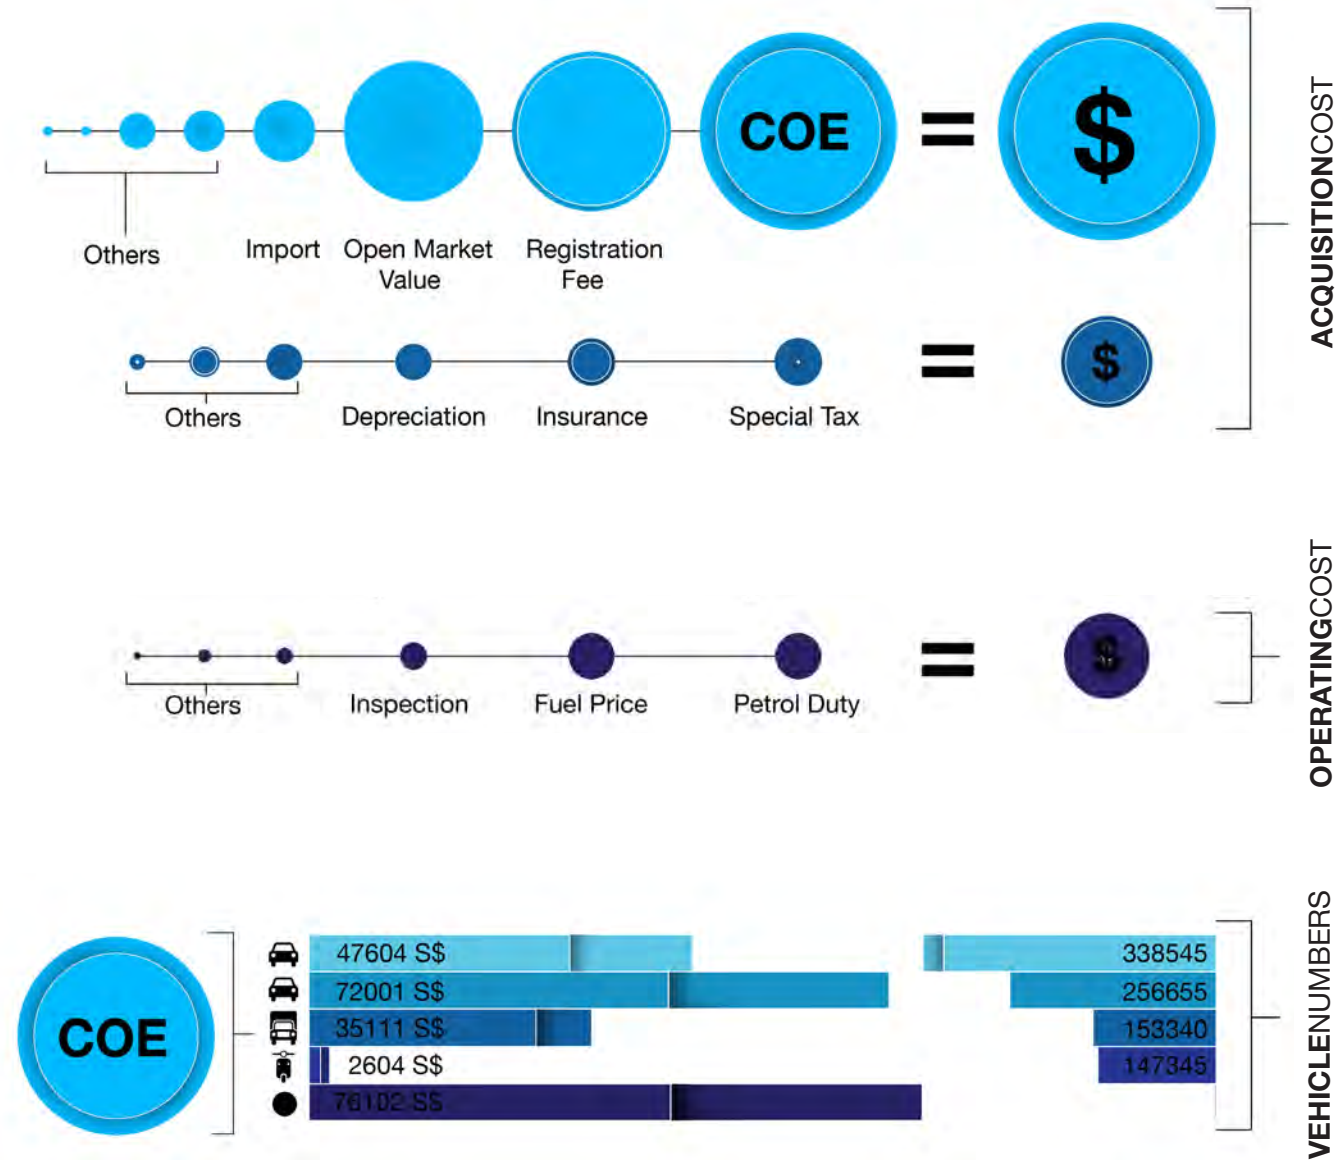 COE
=
$
Others
Import
Open Market
Value
Registration
Fee
=
$
Others
Depreciation
Insurance
Special Tax
ACQUISITIONCOST
=
$
Others
Inspection
Fuel Price
Petrol Duty
OPERATINGCOST
COE
47604 S$
338545
72001 S$
256655
35111 S$
153340
2604 S$
147345
76102 S$
VEHICLENUMBERS